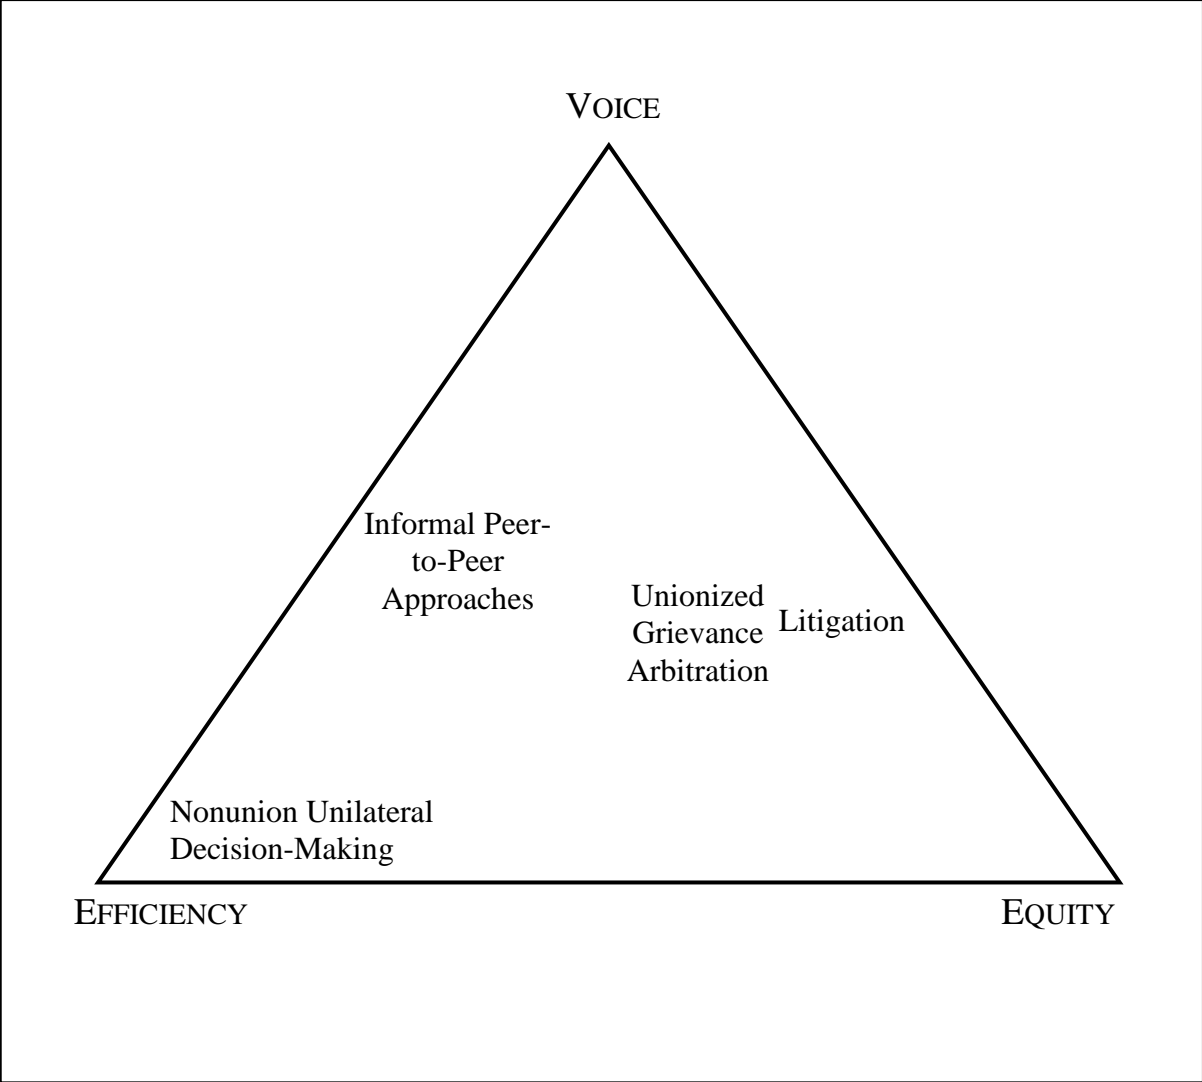 VOICE
Informal Peer-
to-Peer
Approaches
Unionized
Grievance
Arbitration
Litigation
Nonunion Unilateral
Decision-Making
EFFICIENCY
EQUITY